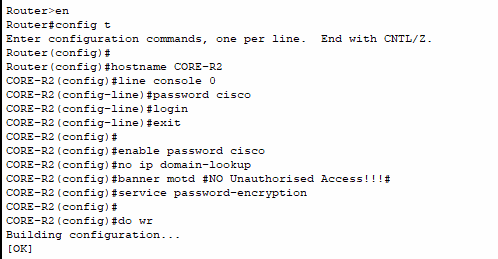 Router>en
Router#config t
Enter configuration commands, one per line.  End with CNTL/Z.
Router(config)#
Router(config)#hostname CORE-R2
CORE-R2(config)#line console 0
CORE-R2(config-line)#password cisco
CORE-R2(config-line)#login
CORE-R2(config-line)#exit
CORE-R2(config)#
CORE-R2(config)#enable password cisco
CORE-R2(config)#no ip domain-lookup
CORE-R2(config)#banner motd #NO Unauthorised Access!!!#
CORE-R2(config)#service password-encryption
CORE-R2(config)#
CORE-R2(config)#do wr
Building configuration...
[OK]